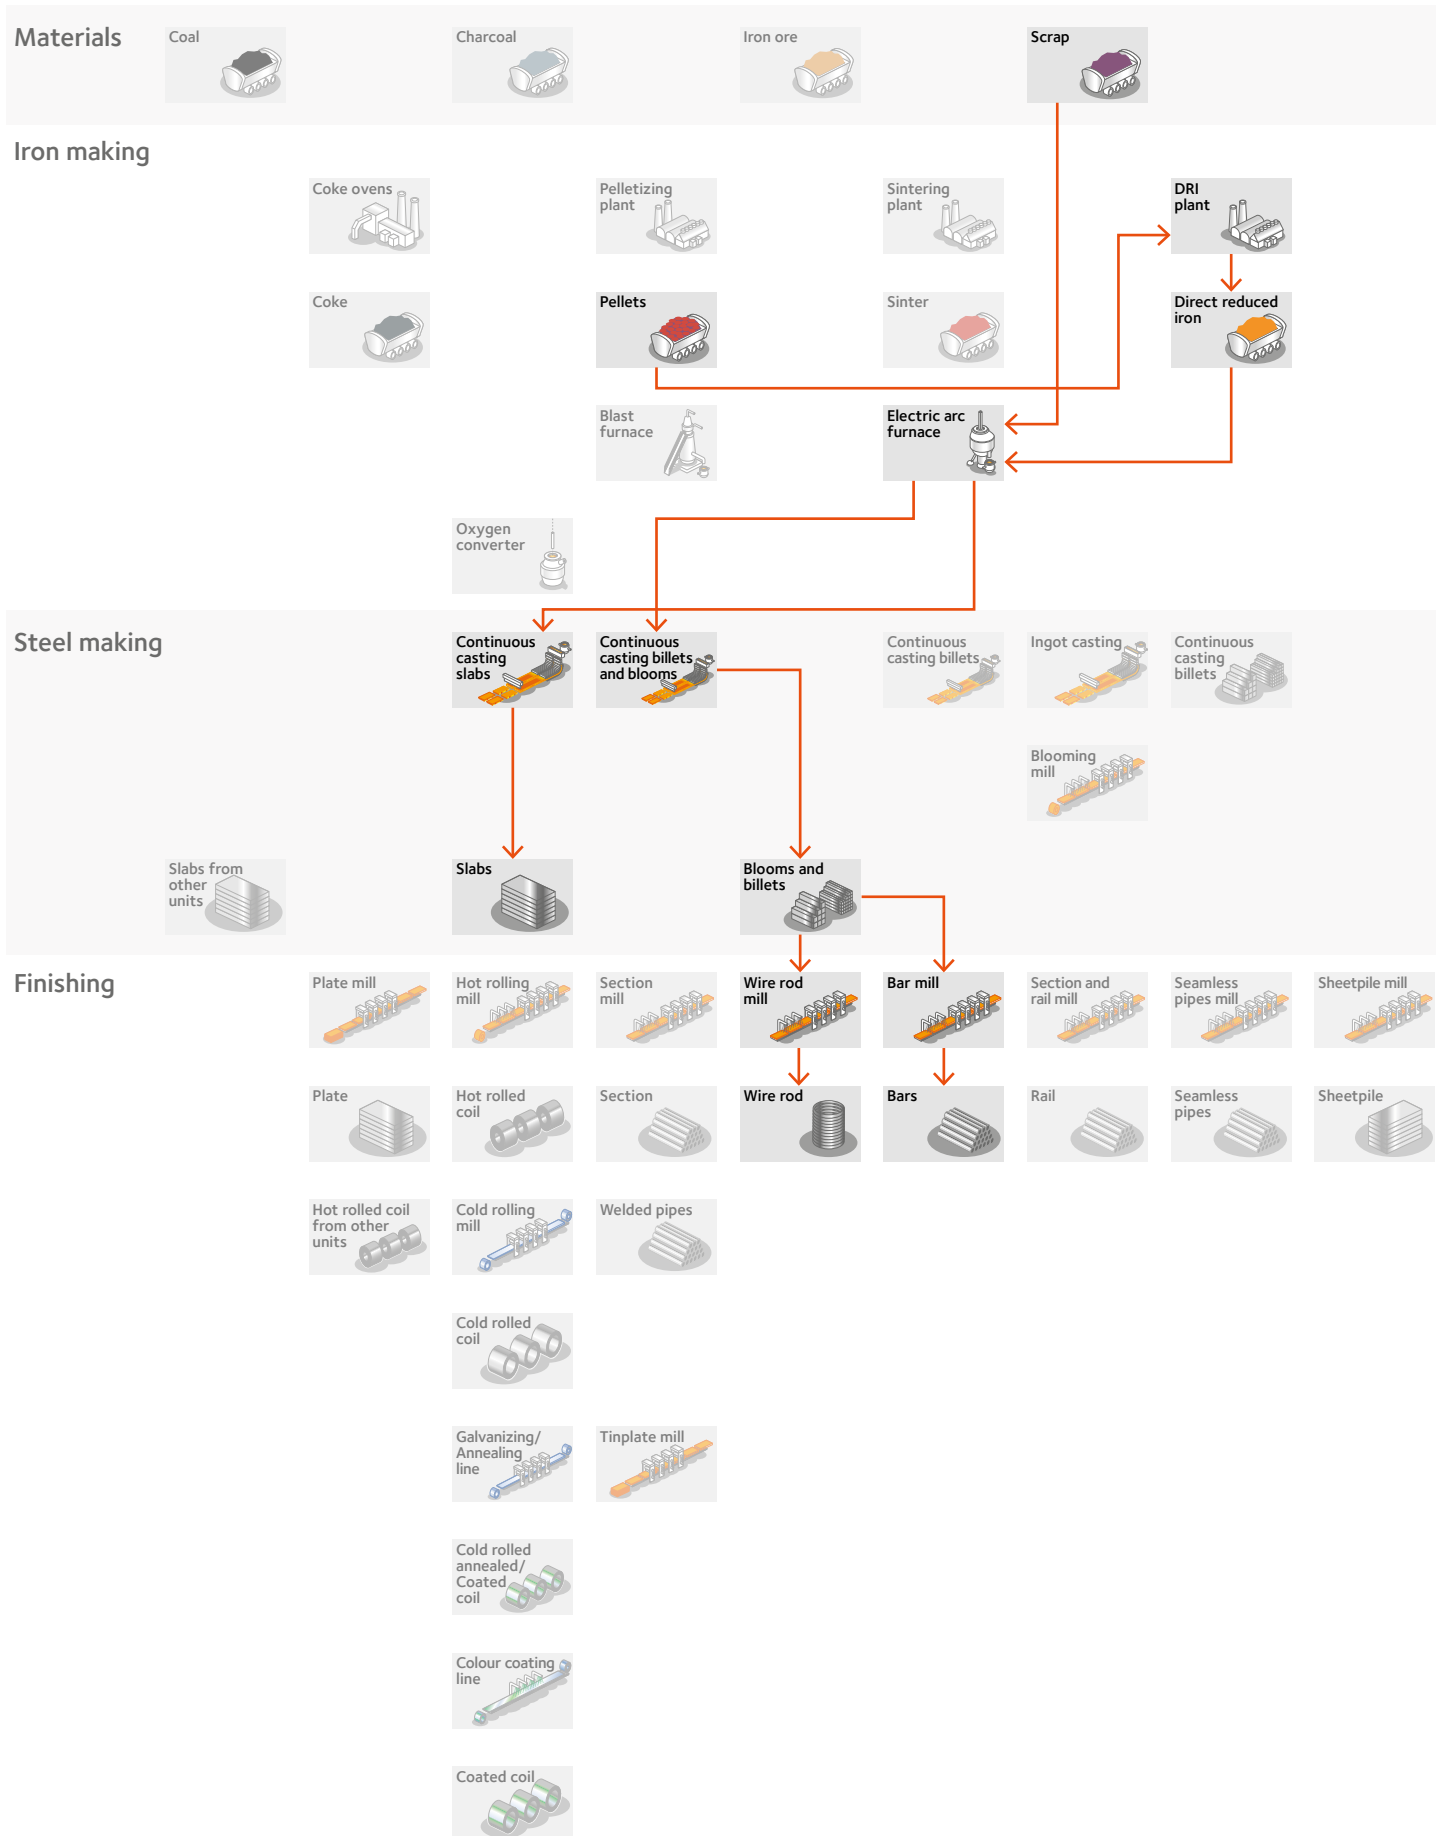 Materials
Coal
Charcoal
Iron ore
Scrap
Iron making
Coke ovens
Pelletizing
plant
Sintering
plant
DRI
plant
Coke
Pellets
Sinter
Direct reduced
iron
Blast
furnace
Electric arc
furnace
Oxygen
converter
Steel making
Continuous
casting
slabs
Continuous
casting billets
and blooms
Continuous
casting billets
Ingot casting
Continuous
casting
billets
Blooming
mill
Slabs from
other
units
Slabs
Blooms and
billets
Finishing
Plate mill
Hot rolling
mill
Section
mill
Wire rod
mill
Bar mill
Section and
rail mill
Seamless
pipes mill
Sheetpile mill
Plate
Hot rolled
coil
Section
Wire rod
Bars
Rail
Seamless
pipes
Sheetpile
Hot rolled coil
from other
units
Cold rolling
mill
Welded pipes
Cold rolled
coil
Galvanizing/
Annealing
line
Tinplate mill
Cold rolled
annealed/
Coated
coil
Colour coating
line
Coated coil